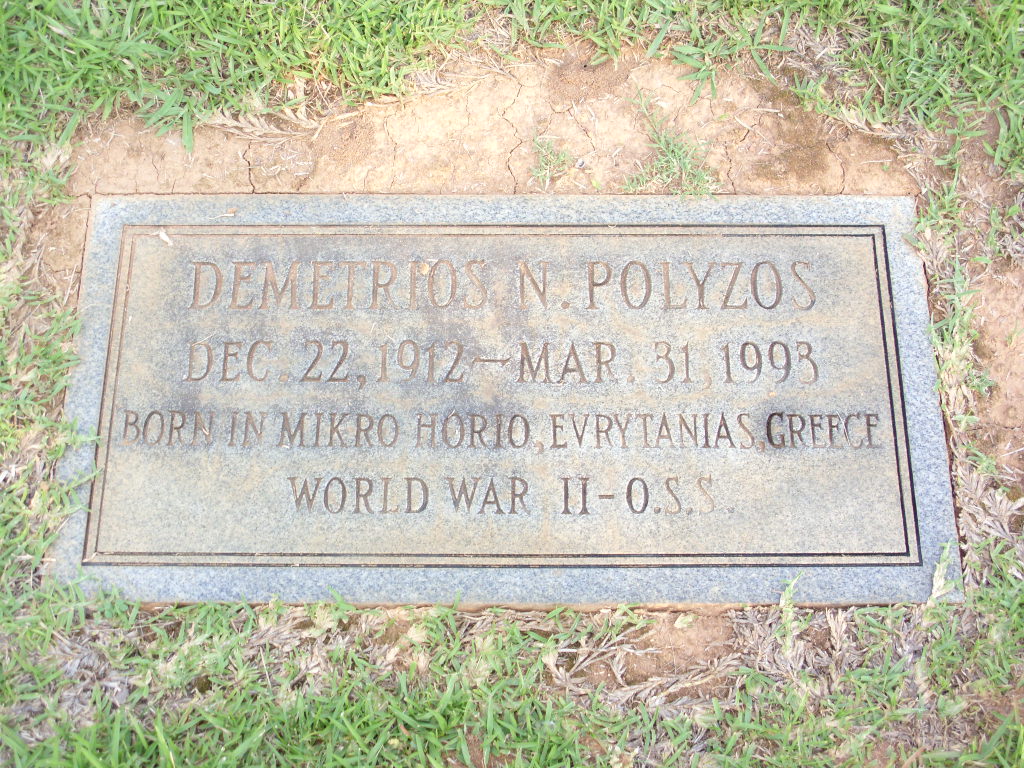 DEMETRIOS N. POLYZOS
DEC. 22, 1912-MAR. 31, 1993
BORN IN MIKRO HORIO, EVRYTANIAS, GREECE
WORLD WAR II-O.S.S.